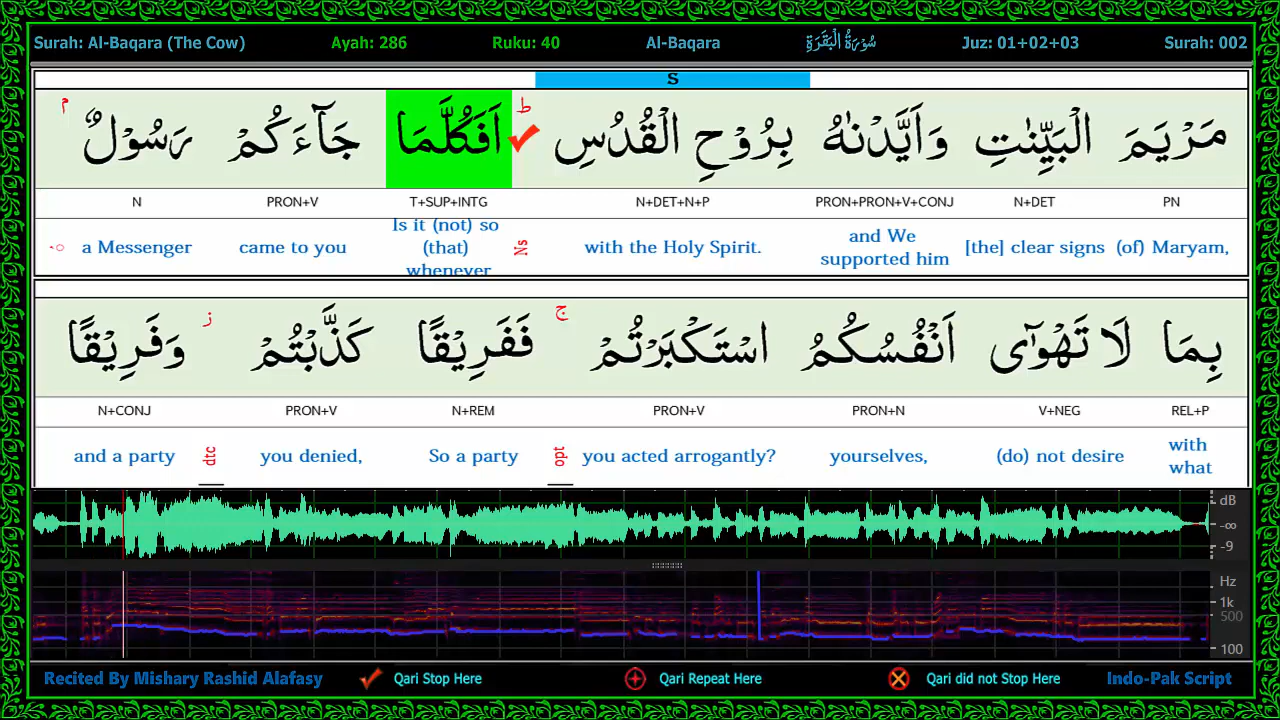 Surah: Al-Baqara (The Cow) Ayah: 286 Ruku: 40 Al-Baqara سُوْرَةُ الْبَقَرَةِ Juz: 01+02+03 Surah: 002
S
مَرْيَمَ الْبَيِّنٰتِ وَاَيَّدْنٰهُ بِرُوْحِ الْقُدُسِ ؕ اَفَكُلَّمَا جَآءَكُمْ رَسُوْلٌۢ م
N PRON+V T+SUP+INTG N+DET+N+P PRON+PRON+V+CONJ N+DET PN
a Messenger came to you Is it (not) so (that) whenever Ns with the Holy Spirit. and We supported him [the] clear signs (of) Maryam,
بِمَا لَا تَهْوٰٓى اَنْفُسُكُمُ اسْتَكْبَرْتُمْ ج فَفَرِيْقًا كَذَّبْتُمْ ز وَفَرِيْقًا
N+CONJ PRON+V N+REM PRON+V PRON+N V+NEG REL+P
and a party dtc you denied, So a party opt you acted arrogantly? yourselves, (do) not desire with what
dB
-∞
-9
Hz
1k
500
100
Recited By Mishary Rashid Alafasy Qari Stop Here Qari Repeat Here Qari did not Stop Here Indo-Pak Script